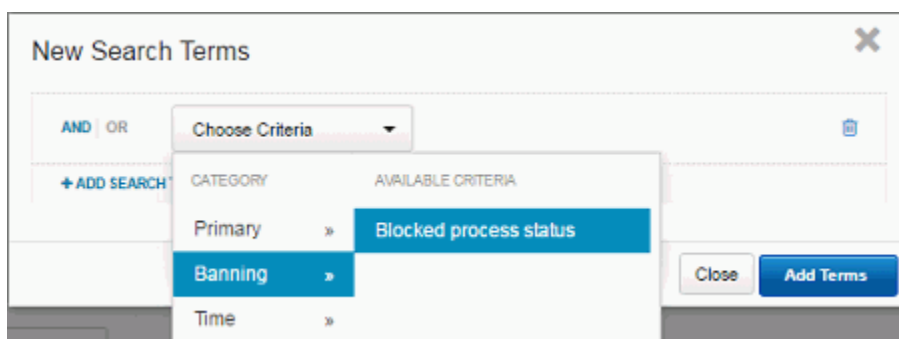 New Search Terms
AND OR Choose Criteria
+ ADD SEARCH
CATEGORY AVAILABLE CRITERIA
Primary » Blocked process status
Banning »
Time »
Close Add Terms